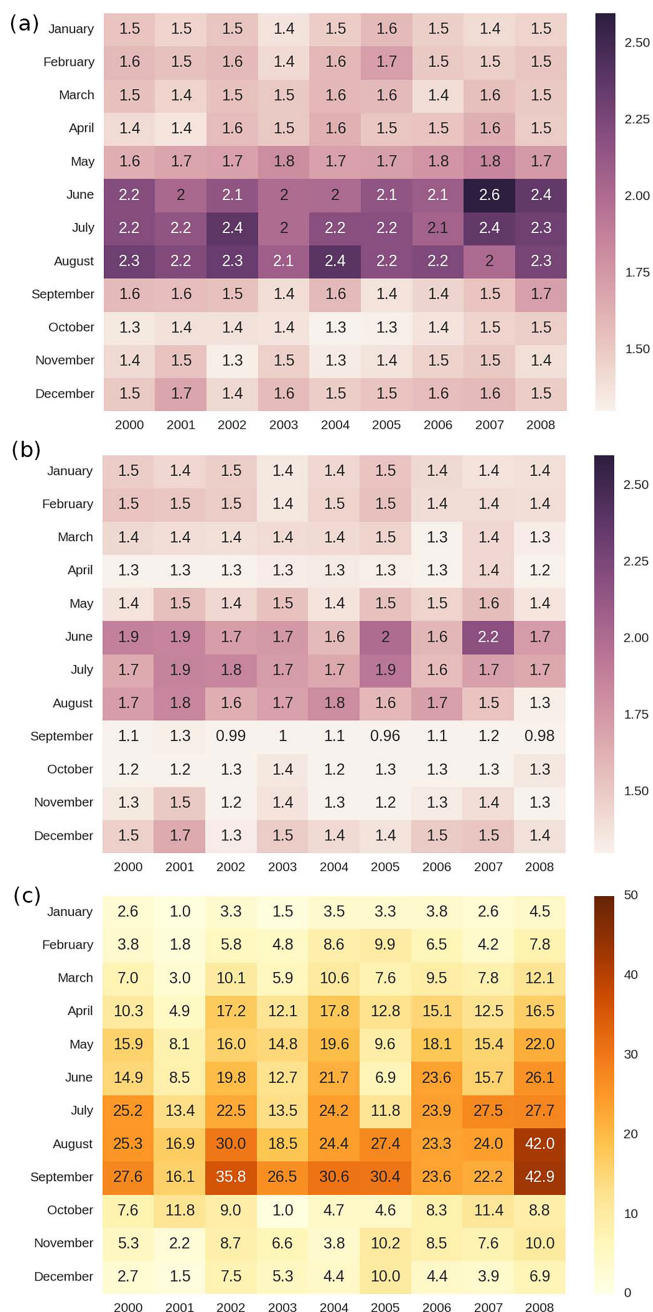 (a)
January 1.5 1.5 1.5 1.4 1.5 1.6 1.5 1.4 1.5
February 1.6 1.5 1.6 1.4 1.6 1.7 1.5 1.5 1.5
March 1.5 1.4 1.5 1.5 1.6 1.6 1.4 1.6 1.5
April 1.4 1.4 1.6 1.5 1.6 1.5 1.5 1.6 1.5
May 1.6 1.7 1.7 1.8 1.7 1.7 1.8 1.8 1.7
June 2.2 2 2.1 2 2 2.1 2.1 2.6 2.4
July 2.2 2.2 2.4 2 2.2 2.2 2.1 2.4 2.3
August 2.3 2.2 2.3 2.1 2.4 2.2 2.2 2 2.3
September 1.6 1.6 1.5 1.4 1.6 1.4 1.4 1.5 1.7
October 1.3 1.4 1.4 1.4 1.3 1.3 1.4 1.5 1.5
November 1.4 1.5 1.3 1.5 1.3 1.4 1.5 1.5 1.4
December 1.5 1.7 1.4 1.6 1.5 1.5 1.6 1.6 1.5
2000 2001 2002 2003 2004 2005 2006 2007 2008
2.50
2.25
2.00
1.75
1.50
(b)
January 1.5 1.4 1.5 1.4 1.4 1.5 1.4 1.4 1.4
February 1.5 1.5 1.5 1.4 1.5 1.5 1.4 1.4 1.4
March 1.4 1.4 1.4 1.4 1.4 1.5 1.3 1.4 1.3
April 1.3 1.3 1.3 1.3 1.3 1.3 1.3 1.4 1.2
May 1.4 1.5 1.4 1.5 1.4 1.5 1.5 1.6 1.4
June 1.9 1.9 1.7 1.7 1.6 2 1.6 2.2 1.7
July 1.7 1.9 1.8 1.7 1.7 1.9 1.6 1.7 1.7
August 1.7 1.8 1.6 1.7 1.8 1.6 1.7 1.5 1.3
September 1.1 1.3 0.99 1 1.1 0.96 1.1 1.2 0.98
October 1.2 1.2 1.3 1.4 1.2 1.3 1.3 1.3 1.3
November 1.3 1.5 1.2 1.4 1.3 1.2 1.3 1.4 1.3
December 1.5 1.7 1.3 1.5 1.4 1.4 1.5 1.5 1.4
2000 2001 2002 2003 2004 2005 2006 2007 2008
2.50
2.25
2.00
1.75
1.50
(c)
January 2.6 1.0 3.3 1.5 3.5 3.3 3.8 2.6 4.5
February 3.8 1.8 5.8 4.8 8.6 9.9 6.5 4.2 7.8
March 7.0 3.0 10.1 5.9 10.6 7.6 9.5 7.8 12.1
April 10.3 4.9 17.2 12.1 17.8 12.8 15.1 12.5 16.5
May 15.9 8.1 16.0 14.8 19.6 9.6 18.1 15.4 22.0
June 14.9 8.5 19.8 12.7 21.7 6.9 23.6 15.7 26.1
July 25.2 13.4 22.5 13.5 24.2 11.8 23.9 27.5 27.7
August 25.3 16.9 30.0 18.5 24.4 27.4 23.3 24.0 42.0
September 27.6 16.1 35.8 26.5 30.6 30.4 23.6 22.2 42.9
October 7.6 11.8 9.0 1.0 4.7 4.6 8.3 11.4 8.8
November 5.3 2.2 8.7 6.6 3.8 10.2 8.5 7.6 10.0
December 2.7 1.5 7.5 5.3 4.4 10.0 4.4 3.9 6.9
2000 2001 2002 2003 2004 2005 2006 2007 2008
50
40
30
20
10
0